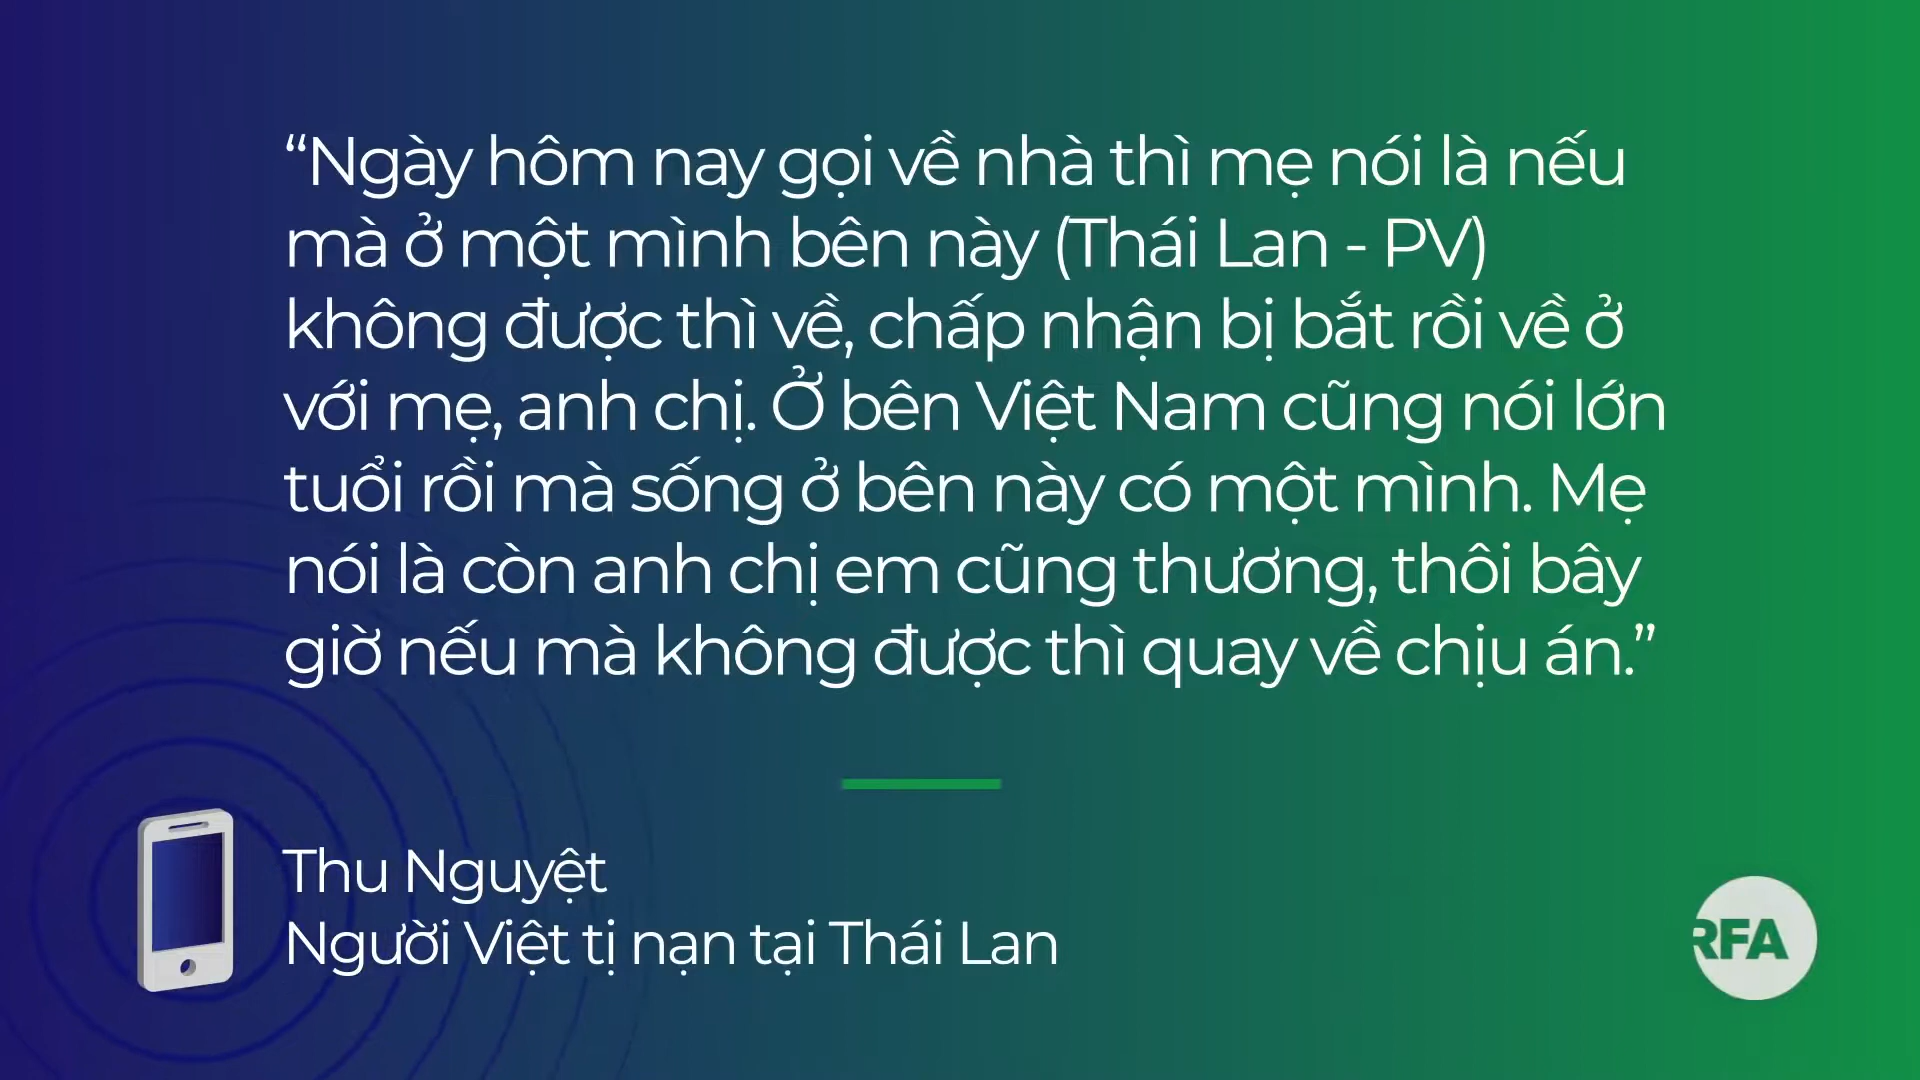 “Ngày hôm nay gọi về nhà thì mẹ nói là nếu
mà ở một mình bên này (Thái Lan - PV)
không được thì về, chấp nhận bị bắt rồi về ở
với mẹ, anh chị. Ở bên Việt Nam cũng nói lớn
tuổi rồi mà sống ở bên này có một mình. Mẹ
nói là còn anh chị em cũng thương, thôi bây
giờ nếu mà không được thì quay về chịu án.”
Thu Nguyệt
Người Việt tị nạn tại Thái Lan
RFA